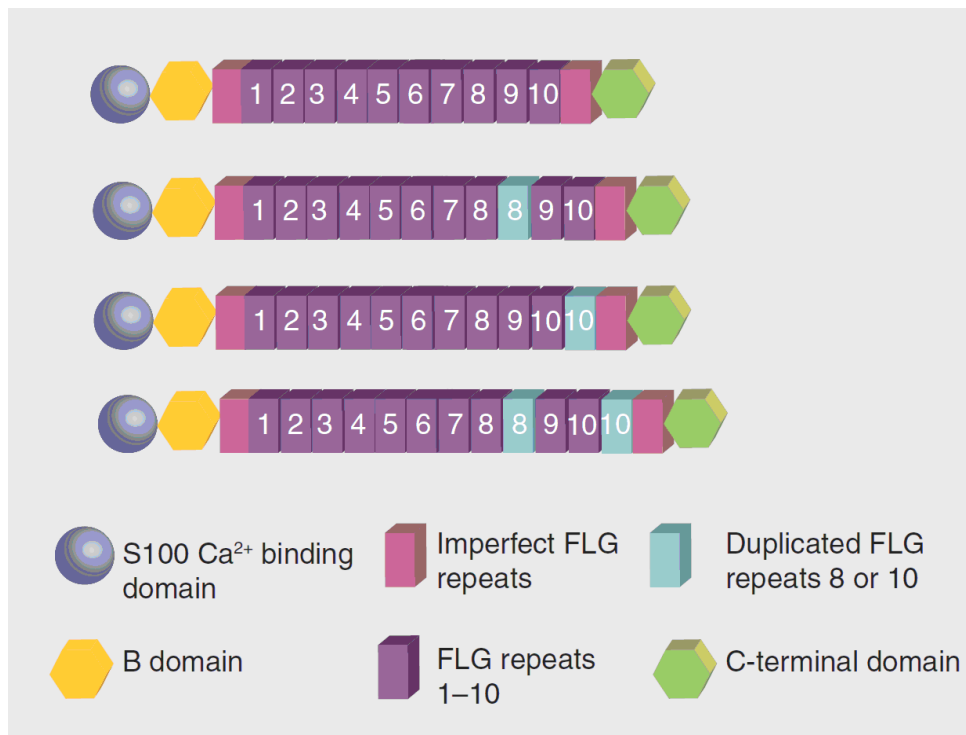 1 2 3 4 5 6 7 8 9 10
1 2 3 4 5 6 7 8 8 9 10
1 2 3 4 5 6 7 8 9 10 10
1 2 3 4 5 6 7 8 8 9 10 10
S100 Ca²⁺ binding
domain
Imperfect FLG
repeats
Duplicated FLG
repeats 8 or 10
B domain
FLG repeats
1–10
C-terminal domain